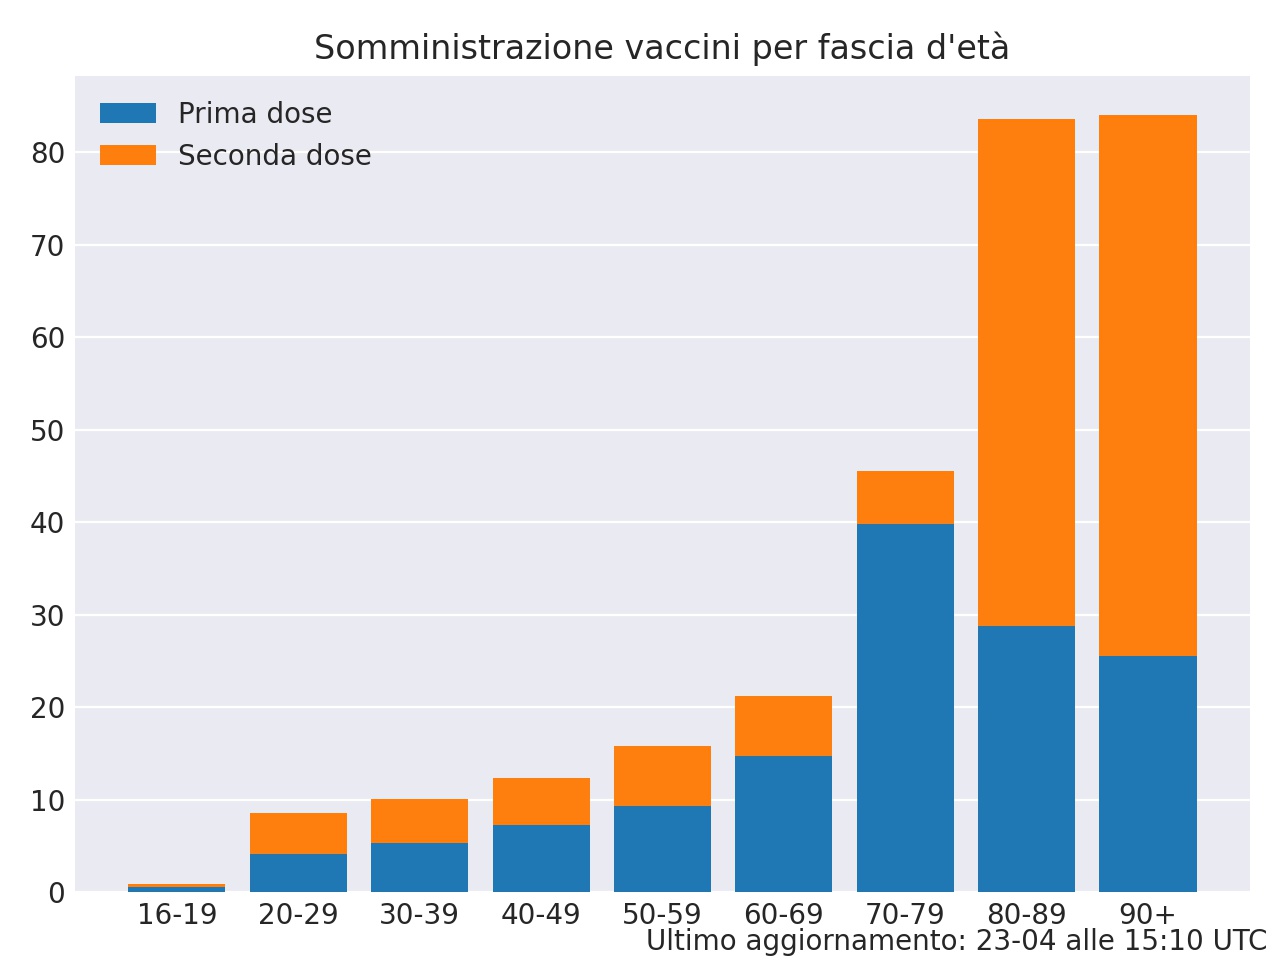 Somministrazione vaccini per fascia d'età
Prima dose
Seconda dose
80
70
60
50
40
30
20
10
0
16-19 20-29 30-39 40-49 50-59 60-69 70-79 80-89 90+
Ultimo aggiornamento: 23-04 alle 15:10 UTC